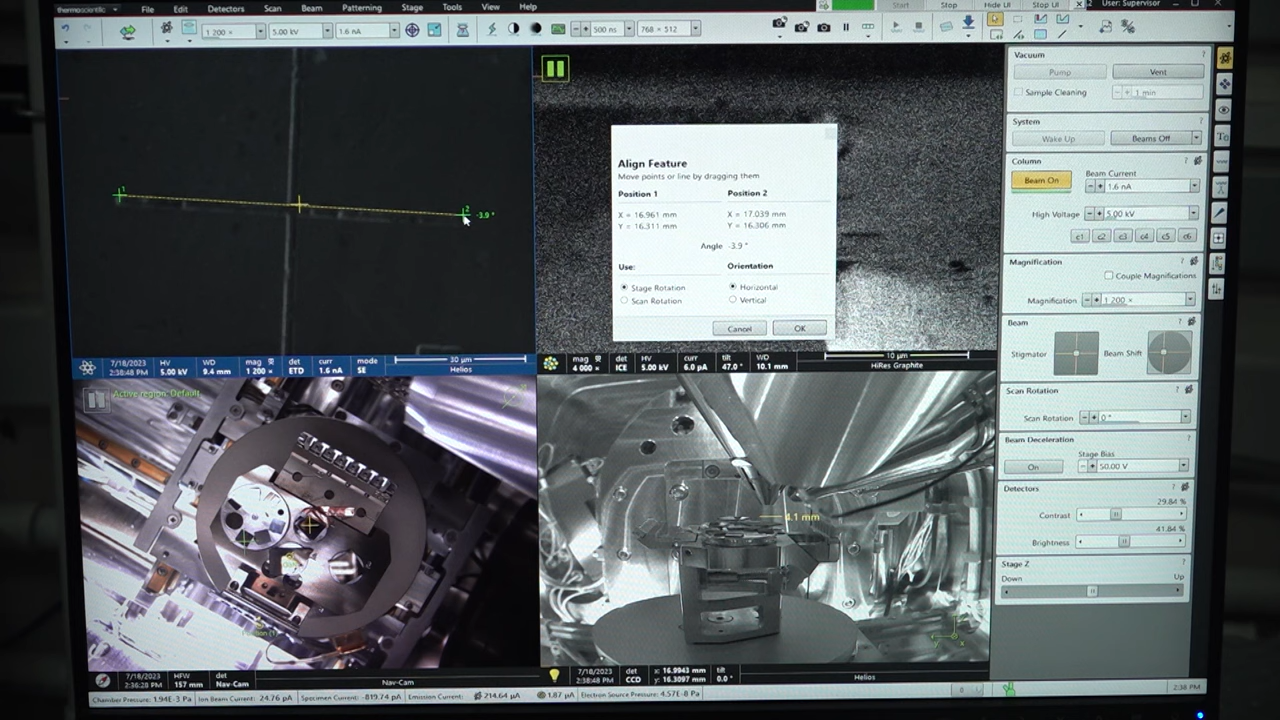 thermoscientific File Edit Detectors Scan Beam Patterning Stage Tools View Help
Start Stop Hide UI Stop UI User: Supervisor
1 200 × 5.00 kV 1.6 nA 500 ns 768 × 512
1
2 -3.9 °
Align Feature
Move points or line by dragging them
Position 1 Position 2
X = 16.961 mm X = 17.039 mm
Y = 16.311 mm Y = 16.306 mm
Angle -3.9 °
Use: Orientation
Stage Rotation Horizontal
Scan Rotation Vertical
Cancel OK
7/18/2023 HV WD mag det curr mode 30 µm
2:38:48 PM 5.00 kV 9.4 mm 1 200 × ETD 1.6 nA SE Helios
mag det HV curr tilt WD 10 µm
4 000 × ICE 5.00 kV 6.0 pA 47.0 ° 10.1 mm HiRes Graphite
Active region: Default
7/18/2023 HFW det
2:36:28 PM 157 mm Nav-Cam Nav-Cam
4.1 mm
7/18/2023 det x: 16.9943 mm tilt
2:38:48 PM CCD y: 16.3097 mm 0.0 ° Helios
Vacuum ?
Pump Vent
Sample Cleaning 1 min
System ?
Wake Up Beams Off
Column ?
Beam On Beam Current
1.6 nA
High Voltage 5.00 kV
c1 c2 c3 c4 c5 c6
Magnification ?
Couple Magnifications
Magnification 1 200 ×
Beam ?
Stigmator Beam Shift
Scan Rotation ?
Scan Rotation 0 °
Beam Deceleration ?
On Stage Bias
50.00 V
Detectors ?
29.84 %
Contrast
41.84 %
Brightness
Stage Z ?
Down Up
Chamber Pressure: 1.94E-3 Pa Ion Beam Current: 24.76 pA Specimen Current: -819.74 pA Emission Current: 214.64 µA 1.87 µA Electron Source Pressure: 4.57E-8 Pa 0 2:38 PM